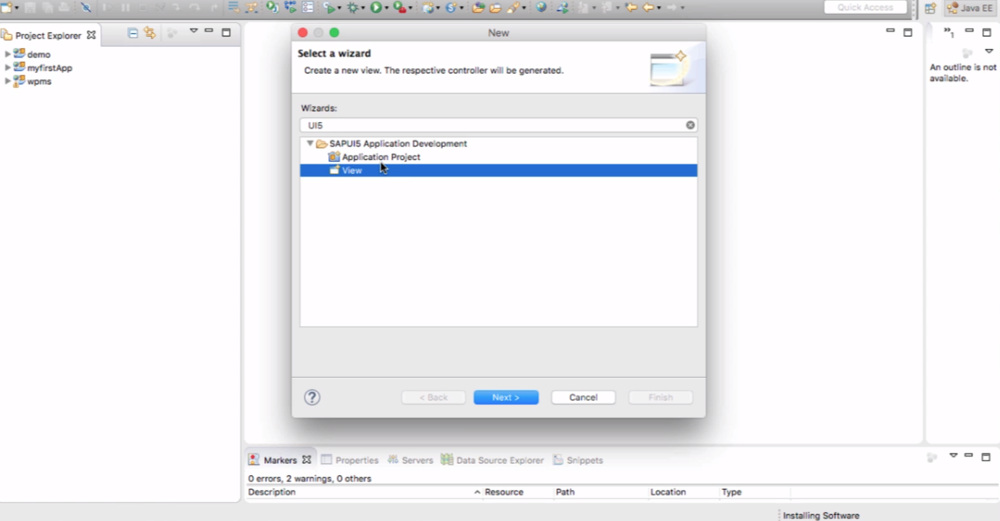 Quick Access
Java EE
Project Explorer
demo
myfirstApp
wpms
New
Select a wizard
Create a new view. The respective controller will be generated.
Wizards:
UI5
SAPUI5 Application Development
Application Project
View
? < Back Next > Cancel Finish
»1
An outline is not
available.
Markers Properties Servers Data Source Explorer Snippets
0 errors, 2 warnings, 0 others
Description Resource Path Location Type
Installing Software